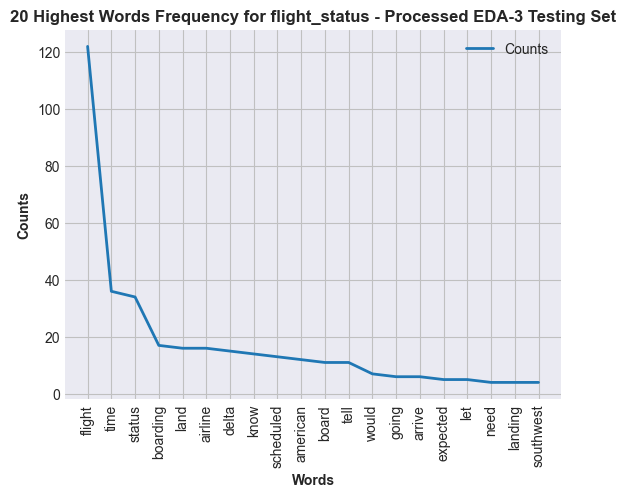 20 Highest Words Frequency for flight_status - Processed EDA-3 Testing Set
Counts
120
100
80
60
40
20
0
Counts
flight
time
status
boarding
land
airline
delta
know
scheduled
american
board
tell
would
going
arrive
expected
let
need
landing
southwest
Words